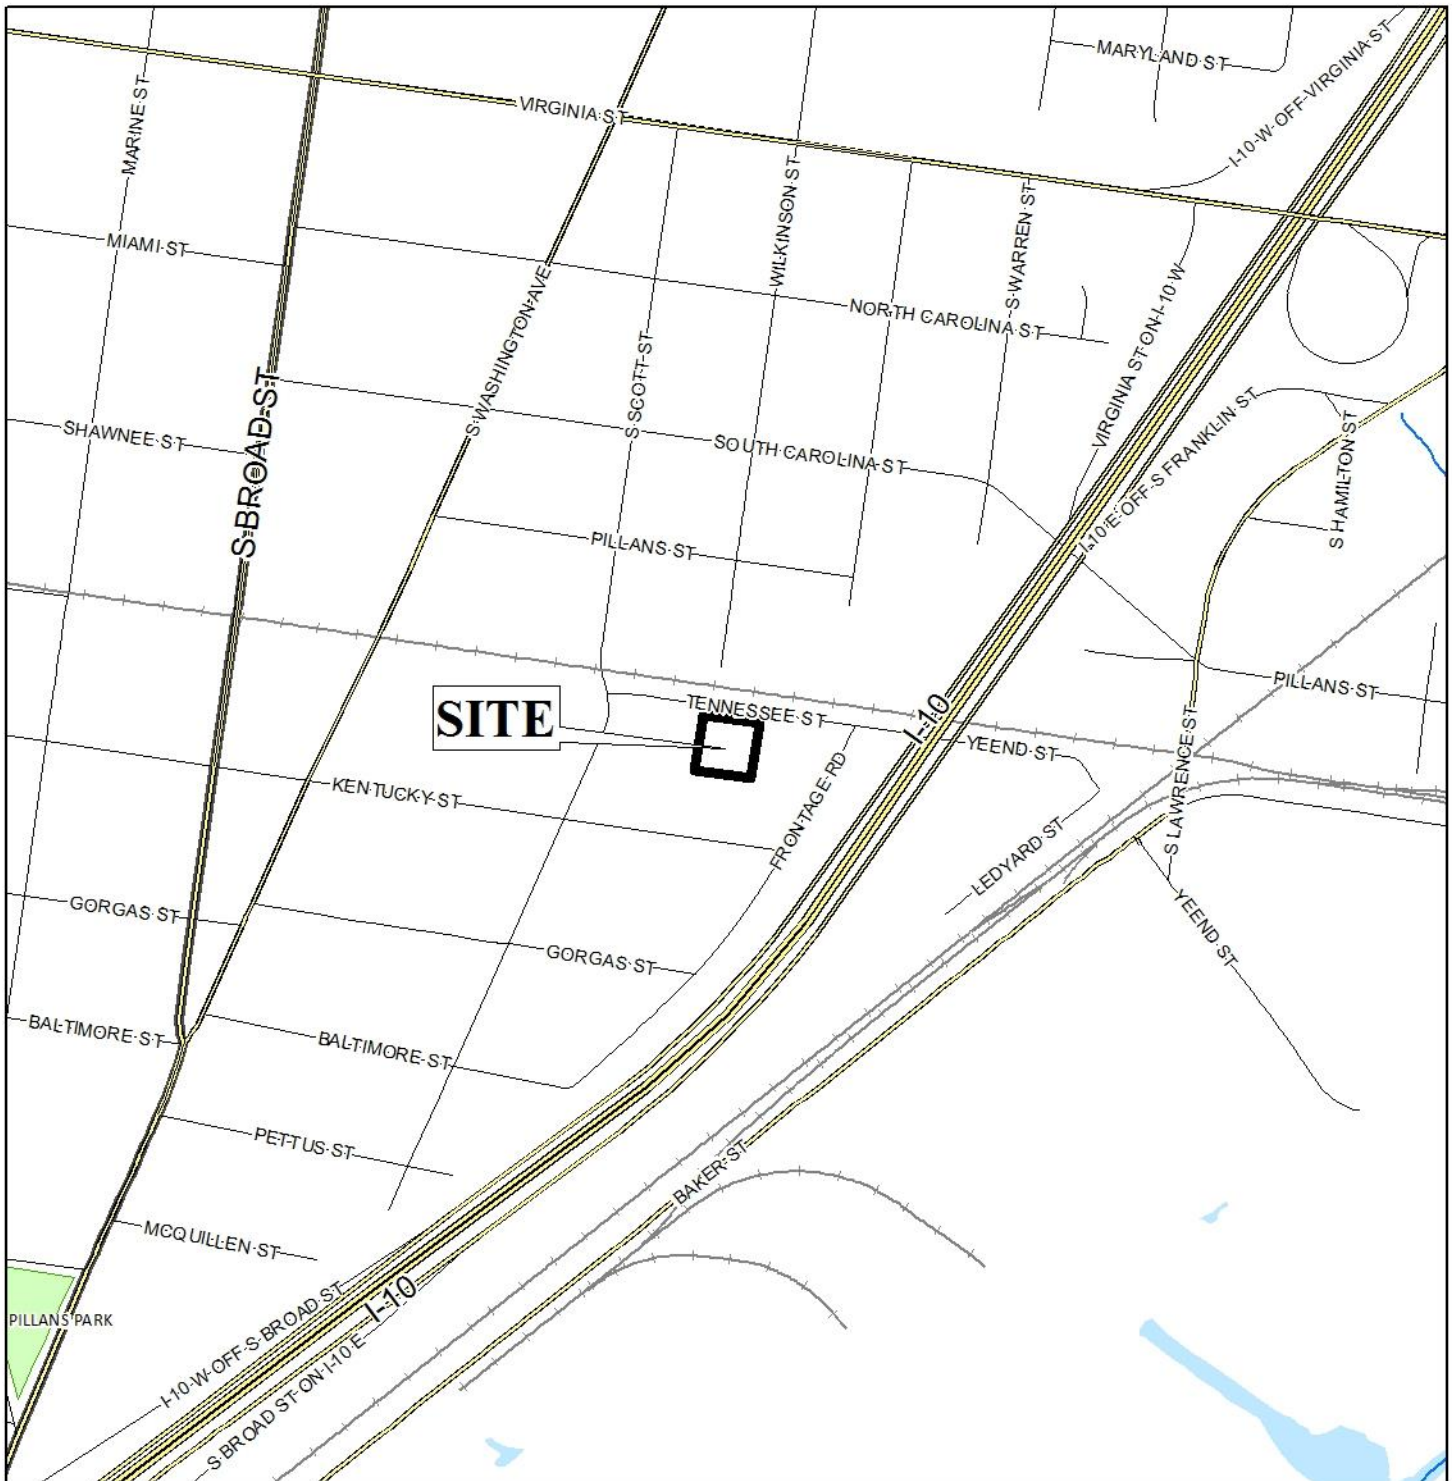 MARYLAND ST
I-10 W OFF VIRGINIA ST
VIRGINIA ST
MARINE ST
WILKINSON ST
S WARREN ST
MIAMI ST
S WASHINGTON AVE
NORTH CAROLINA ST
VIRGINIA ST ON I-10 W
S SCOTT ST
S BROAD ST
SHAWNEE ST
SOUTH CAROLINA ST
I-10 E OFF S FRANKLIN ST
S HAMILTON ST
PILLANS ST
PILLANS ST
SITE
TENNESSEE ST
I-10
YEEND ST
S LAWRENCE ST
KENTUCKY ST
FRONTAGE RD
LEDYARD ST
GORGAS ST
YEEND ST
GORGAS ST
BALTIMORE ST
BALTIMORE ST
PETTUS ST
BAKER ST
MCQUILLEN ST
I-10
PILLANS PARK
I-10 W OFF S BROAD ST
S BROAD ST ON I-10 E